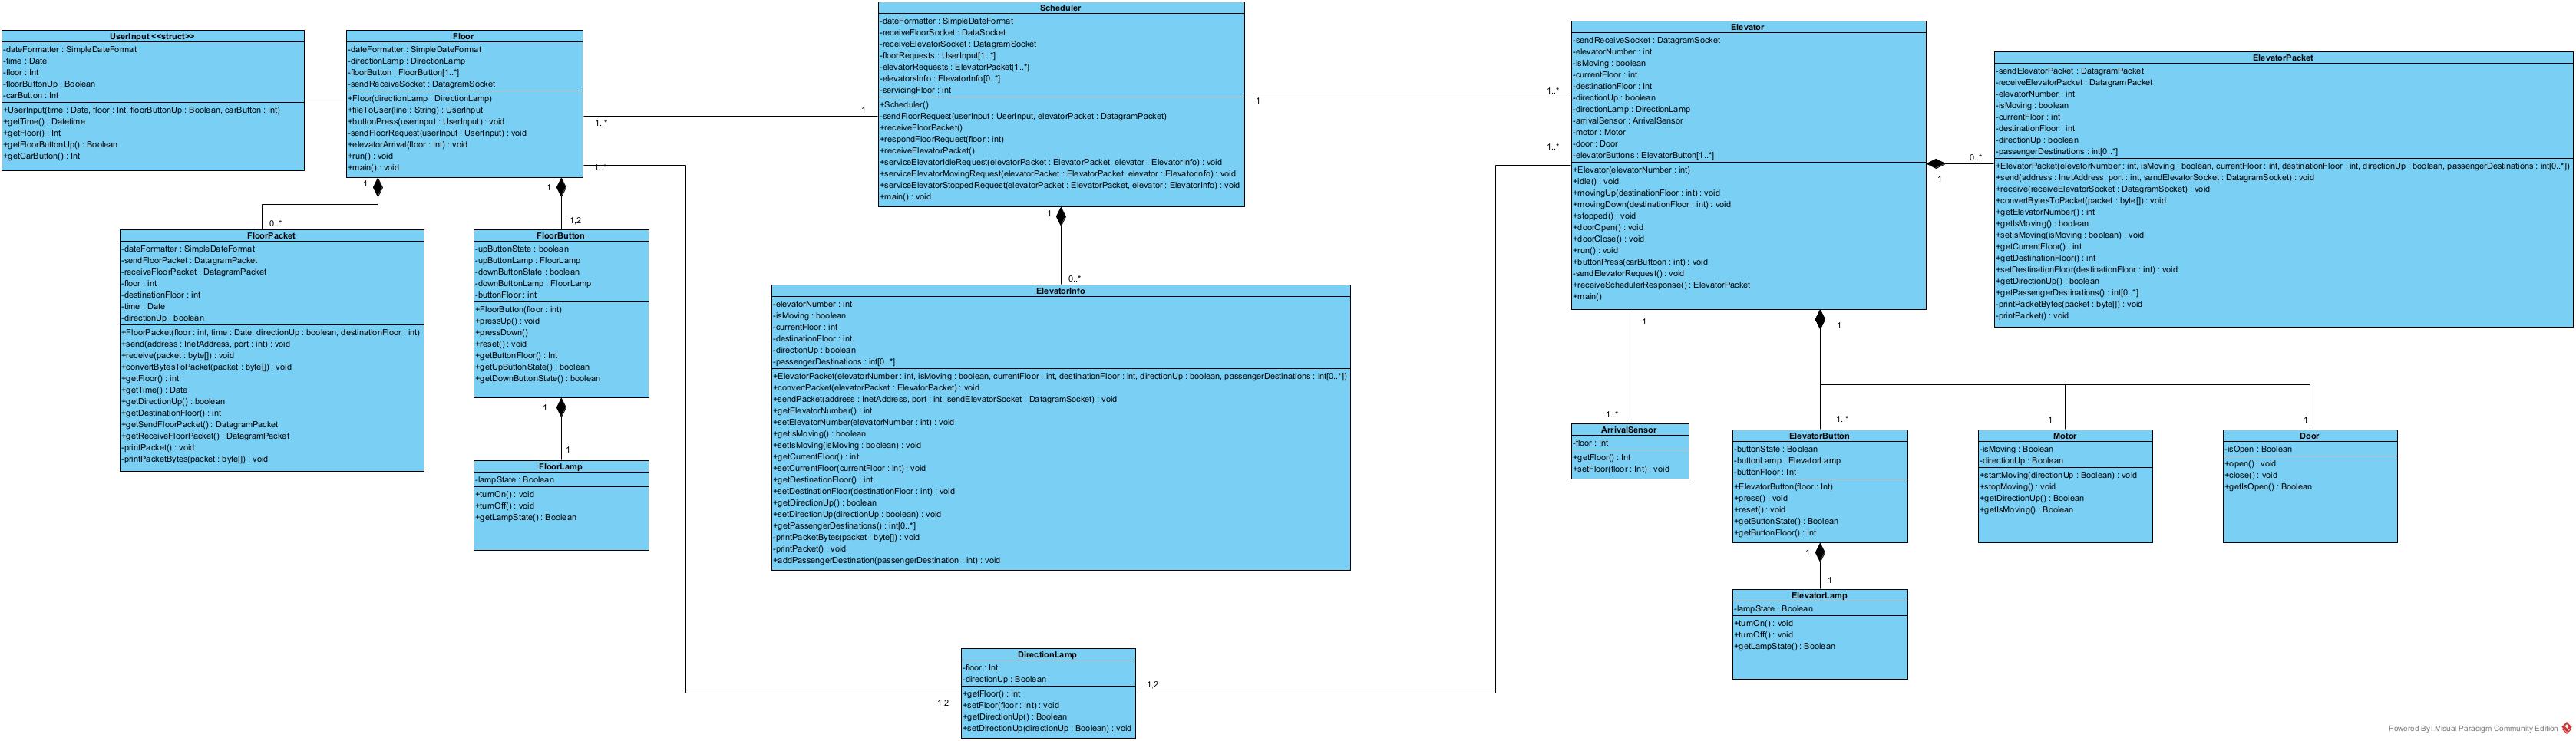 UserInput <<struct>>
-dateFormatter : SimpleDateFormat
-time : Date
-floor : Int
-floorButtonUp : Boolean
-carButton : Int
+UserInput(time : Date, floor : Int, floorButtonUp : Boolean, carButton : Int)
+getTime() : Datetime
+getFloor() : Int
+getFloorButtonUp() : Boolean
+getCarButton() : Int
Floor
-dateFormatter : SimpleDateFormat
-directionLamp : DirectionLamp
-floorButton : FloorButton[1..*]
-sendReceiveSocket : DatagramSocket
+Floor(directionLamp : DirectionLamp)
+fileToUser(line : String) : UserInput
+buttonPress(userInput : UserInput) : void
-sendFloorRequest(userInput : UserInput) : void
+elevatorArrival(floor : Int) : void
+run() : void
+main() : void
1..*
1
1..*
1
0..*
1
1,2
Scheduler
-dateFormatter : SimpleDateFormat
-receiveFloorSocket : DataSocket
-receiveElevatorSocket : DatagramSocket
-floorRequests : UserInput[1..*]
-elevatorRequests : ElevatorPacket[1..*]
-elevatorsInfo : ElevatorInfo[0..*]
-servicingFloor : int
+Scheduler()
-sendFloorRequest(userInput : UserInput, elevatorPacket : DatagramPacket)
+receiveFloorPacket()
+respondFloorRequest(floor : int)
+receiveElevatorPacket()
+serviceElevatorIdleRequest(elevatorPacket : ElevatorPacket, elevator : ElevatorInfo) : void
+serviceElevatorMovingRequest(elevatorPacket : ElevatorPacket, elevator : ElevatorInfo) : void
+serviceElevatorStoppedRequest(elevatorPacket : ElevatorPacket, elevator : ElevatorInfo) : void
+main() : void
1
1..*
1..*
1
0..*
Elevator
-sendReceiveSocket : DatagramSocket
-elevatorNumber : int
-isMoving : boolean
-currentFloor : int
-destinationFloor : Int
-directionUp : boolean
-directionLamp : DirectionLamp
-arrivalSensor : ArrivalSensor
-motor : Motor
-door : Door
-elevatorButtons : ElevatorButton[1..*]
+Elevator(elevatorNumber : int)
+idle() : void
+movingUp(destinationFloor : int) : void
+movingDown(destinationFloor : int) : void
+stopped() : void
+doorOpen() : void
+doorClose() : void
+run() : void
+buttonPress(carButtoon : int) : void
-sendElevatorRequest() : void
+receiveSchedulerResponse() : ElevatorPacket
+main()
0..*
1
ElevatorPacket
-sendElevatorPacket : DatagramPacket
-receiveElevatorPacket : DatagramPacket
-elevatorNumber : int
-isMoving : boolean
-currentFloor : int
-destinationFloor : int
-directionUp : boolean
-passengerDestinations : int[0..*]
+ElevatorPacket(elevatorNumber : int, isMoving : boolean, currentFloor : int, destinationFloor : int, directionUp : boolean, passengerDestinations : int[0..*])
+send(address : InetAddress, port : int, sendElevatorSocket : DatagramSocket) : void
+receive(receiveElevatorSocket : DatagramSocket) : void
+convertBytesToPacket(packet : byte[]) : void
+getElevatorNumber() : int
+getIsMoving() : boolean
+setIsMoving(isMoving : boolean) : void
+getCurrentFloor() : int
+getDestinationFloor() : int
+setDestinationFloor(destinationFloor : int) : void
+getDirectionUp() : boolean
+getPassengerDestinations() : int[0..*]
-printPacketBytes(packet : byte[]) : void
-printPacket() : void
FloorPacket
-dateFormatter : SimpleDateFormat
-sendFloorPacket : DatagramPacket
-receiveFloorPacket : DatagramPacket
-floor : int
-destinationFloor : int
-time : Date
-directionUp : boolean
+FloorPacket(floor : int, time : Date, directionUp : boolean, destinationFloor : int)
+send(address : InetAddress, port : int) : void
+receive(packet : byte[]) : void
+convertBytesToPacket(packet : byte[]) : void
+getFloor() : int
+getTime() : Date
+getDirectionUp() : boolean
+getDestinationFloor() : int
+getSendFloorPacket() : DatagramPacket
+getReceiveFloorPacket() : DatagramPacket
-printPacket() : void
-printPacketBytes(packet : byte[]) : void
FloorButton
-upButtonState : boolean
-upButtonLamp : FloorLamp
-downButtonState : boolean
-downButtonLamp : FloorLamp
-buttonFloor : int
+FloorButton(floor : int)
+pressUp() : void
+pressDown()
+reset() : void
+getButtonFloor() : Int
+getUpButtonState() : boolean
+getDownButtonState() : boolean
1
1
FloorLamp
-lampState : Boolean
+turnOn() : void
+turnOff() : void
+getLampState() : Boolean
ElevatorInfo
-elevatorNumber : int
-isMoving : boolean
-currentFloor : int
-destinationFloor : int
-directionUp : boolean
-passengerDestinations : int[0..*]
+ElevatorPacket(elevatorNumber : int, isMoving : boolean, currentFloor : int, destinationFloor : int, directionUp : boolean, passengerDestinations : int[0..*])
+convertPacket(elevatorPacket : ElevatorPacket) : void
+sendPacket(address : InetAddress, port : int, sendElevatorSocket : DatagramSocket) : void
+getElevatorNumber() : int
+setElevatorNumber(elevatorNumber : int) : void
+getIsMoving() : boolean
+setIsMoving(isMoving : boolean) : void
+getCurrentFloor() : int
+setCurrentFloor(currentFloor : int) : void
+getDestinationFloor() : int
+setDestinationFloor(destinationFloor : int) : void
+getDirectionUp() : boolean
+setDirectionUp(directionUp : boolean) : void
+getPassengerDestinations() : int[0..*]
-printPacketBytes(packet : byte[]) : void
-printPacket() : void
+addPassengerDestination(passengerDestination : int) : void
1
1..*
1
1..*
1
1
ArrivalSensor
-floor : Int
+getFloor() : Int
+setFloor(floor : Int) : void
ElevatorButton
-buttonState : Boolean
-buttonLamp : ElevatorLamp
-buttonFloor : Int
+ElevatorButton(floor : Int)
+press() : void
+reset() : void
+getButtonState() : Boolean
+getButtonFloor() : Int
Motor
-isMoving : Boolean
-directionUp : Boolean
+startMoving(directionUp : Boolean) : void
+stopMoving() : void
+getDirectionUp() : Boolean
+getIsMoving() : Boolean
Door
-isOpen : Boolean
+open() : void
+close() : void
+getIsOpen() : Boolean
1
1
ElevatorLamp
-lampState : Boolean
+turnOn() : void
+turnOff() : void
+getLampState() : Boolean
DirectionLamp
-floor : Int
-directionUp : Boolean
+getFloor() : Int
+setFloor(floor : Int) : void
+getDirectionUp() : Boolean
+setDirectionUp(directionUp : Boolean) : void
1,2
1,2
Powered By: Visual Paradigm Community Edition